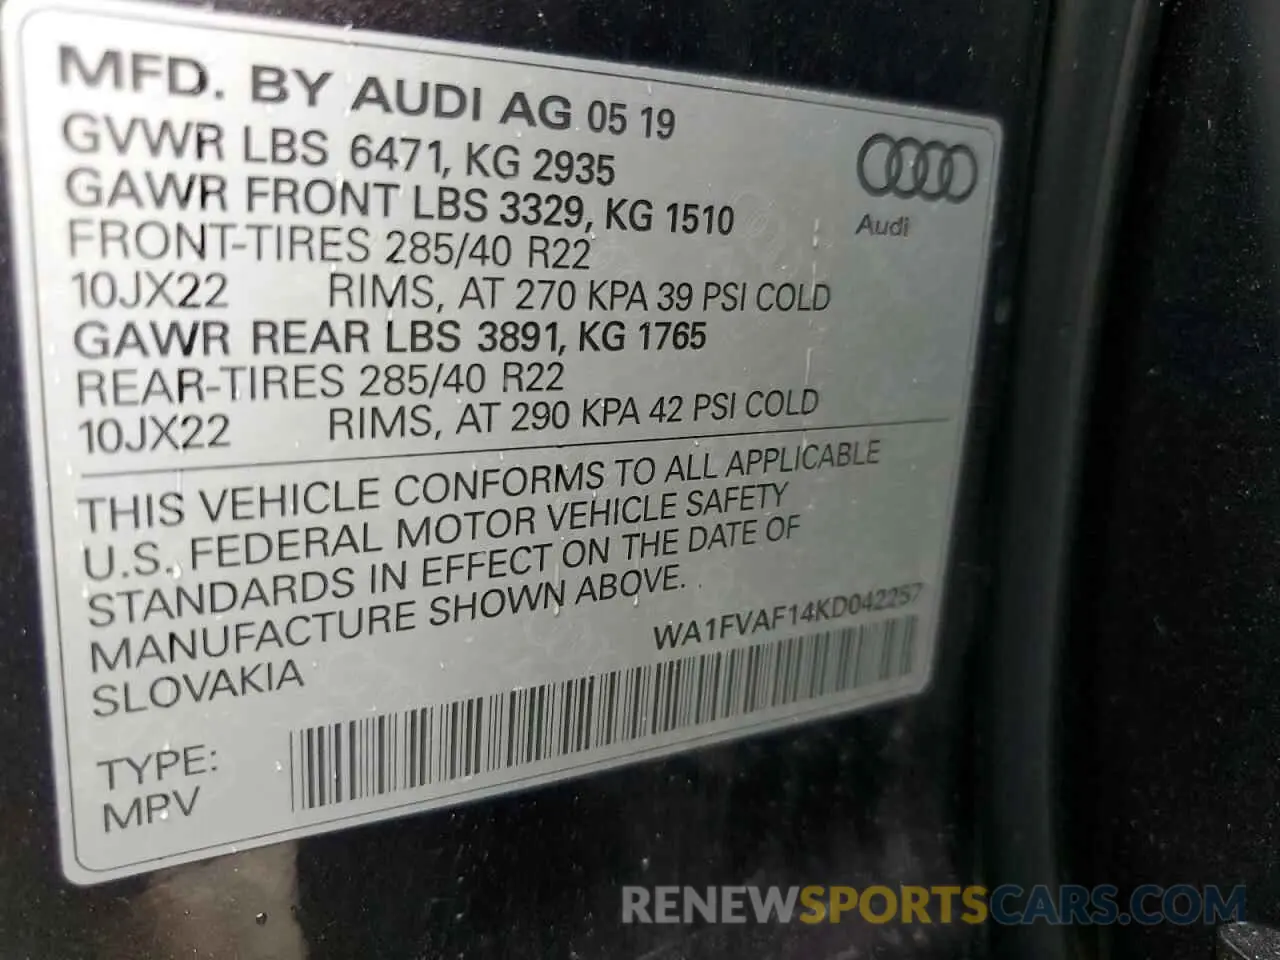 MFD. BY AUDI AG 05 19
GVWR LBS 6471, KG 2935
GAWR FRONT LBS 3329, KG 1510
FRONT-TIRES 285/40 R22
10JX22 RIMS, AT 270 KPA 39 PSI COLD
GAWR REAR LBS 3891, KG 1765
REAR-TIRES 285/40 R22
10JX22 RIMS, AT 290 KPA 42 PSI COLD
Audi
THIS VEHICLE CONFORMS TO ALL APPLICABLE
U.S. FEDERAL MOTOR VEHICLE SAFETY
STANDARDS IN EFFECT ON THE DATE OF
MANUFACTURE SHOWN ABOVE.
SLOVAKIA
WA1FVAF14KD042257
TYPE:
MPV
RENEWSPORTSCARS.COM